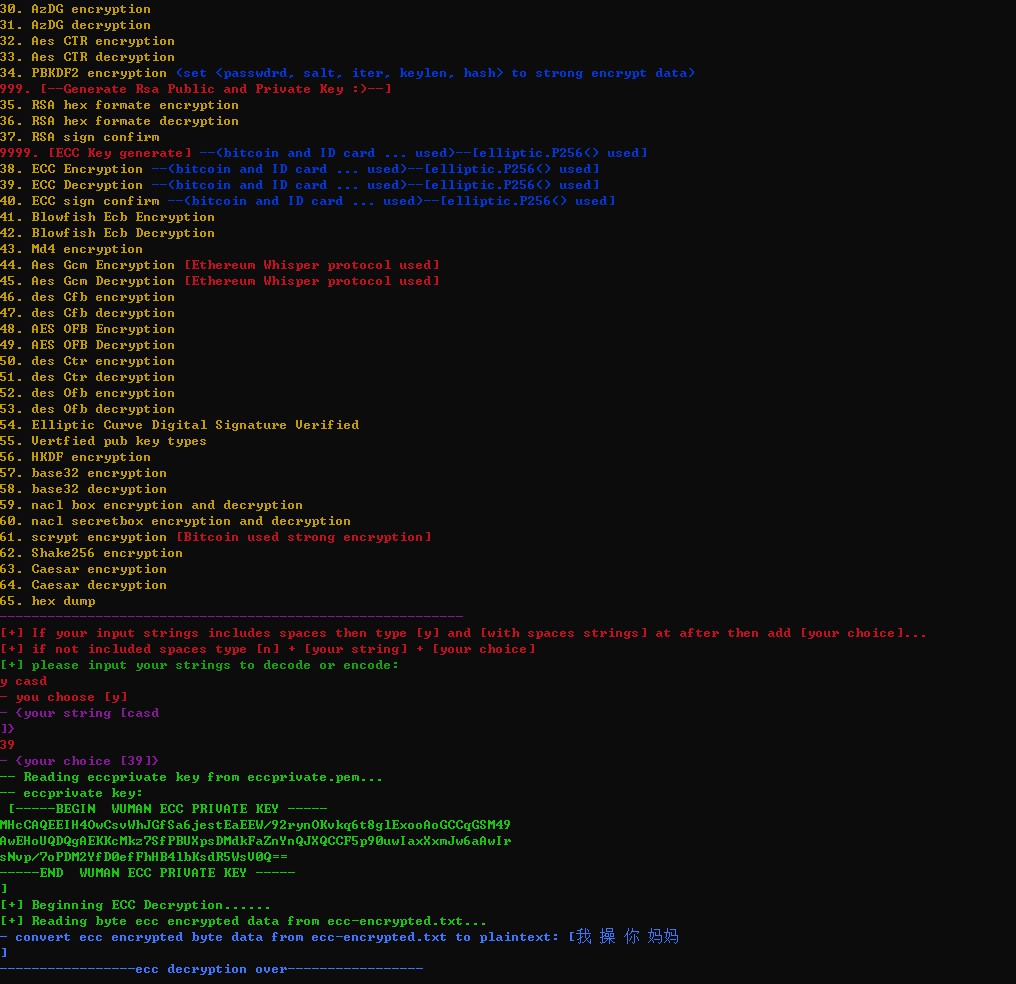 30. AzDG encryption
31. AzDG decryption
32. Aes CTR encryption
33. Aes CTR decryption
34. PBKDF2 encryption (set <passwdrd, salt, iter, keylen, hash> to strong encrypt data)
999. [--Generate Rsa Public and Private Key :)--]
35. RSA hex formate encryption
36. RSA hex formate decryption
37. RSA sign confirm
9999. [ECC Key generate] --(bitcoin and ID card ... used)--[elliptic.P256() used]
38. ECC Encryption --(bitcoin and ID card ... used)--[elliptic.P256() used]
39. ECC Decryption --(bitcoin and ID card ... used)--[elliptic.P256() used]
40. ECC sign confirm --(bitcoin and ID card ... used)--[elliptic.P256() used]
41. Blowfish Ecb Encryption
42. Blowfish Ecb Decryption
43. Md4 encryption
44. Aes Gcm Encryption [Ethereum Whisper protocol used]
45. Aes Gcm Decryption [Ethereum Whisper protocol used]
46. des Cfb encryption
47. des Cfb decryption
48. AES OFB Encryption
49. AES OFB Decryption
50. des Ctr encryption
51. des Ctr decryption
52. des Ofb encryption
53. des Ofb decryption
54. Elliptic Curve Digital Signature Verified
55. Vertfied pub key types
56. HKDF encryption
57. base32 encryption
58. base32 decryption
59. nacl box encryption and decryption
60. nacl secretbox encryption and decryption
61. scrypt encryption [Bitcoin used strong encryption]
62. Shake256 encryption
63. Caesar encryption
64. Caesar decryption
65. hex dump
----------------------------------------------------------
[+] If your input strings includes spaces then type [y] and [with spaces strings] at after then add [your choice]...
[+] if not included spaces type [n] + [your string] + [your choice]
[+] please input your strings to decode or encode:
y casd
- you choose [y]
- {your string [casd
]}
39
- {your choice [39]}
-- Reading eccprivate key from eccprivate.pem...
-- eccprivate key:
[-----BEGIN  WUMAN ECC PRIVATE KEY -----
MHcCAQEEIH4OwCsvWhJGfSa6jestEaEEW/92rynOKvkq6t8glExooAoGCCqGSM49
AwEHoUQDQgAEKKcMkz7SfPBUXpsDMdkFaZnYnQJXQCCF5p90uwIaxXxmJw6aAwIr
sNvp/7oPDM2YfD0efFhHB4lbKsdR5WsV0Q==
-----END  WUMAN ECC PRIVATE KEY -----
]
[+] Beginning ECC Decryption......
[+] Reading byte ecc encrypted data from ecc-encrypted.txt...
- convert ecc encrypted byte data from ecc-encrypted.txt to plaintext: [我 操 你 妈妈
]
-----------------ecc decryption over-----------------